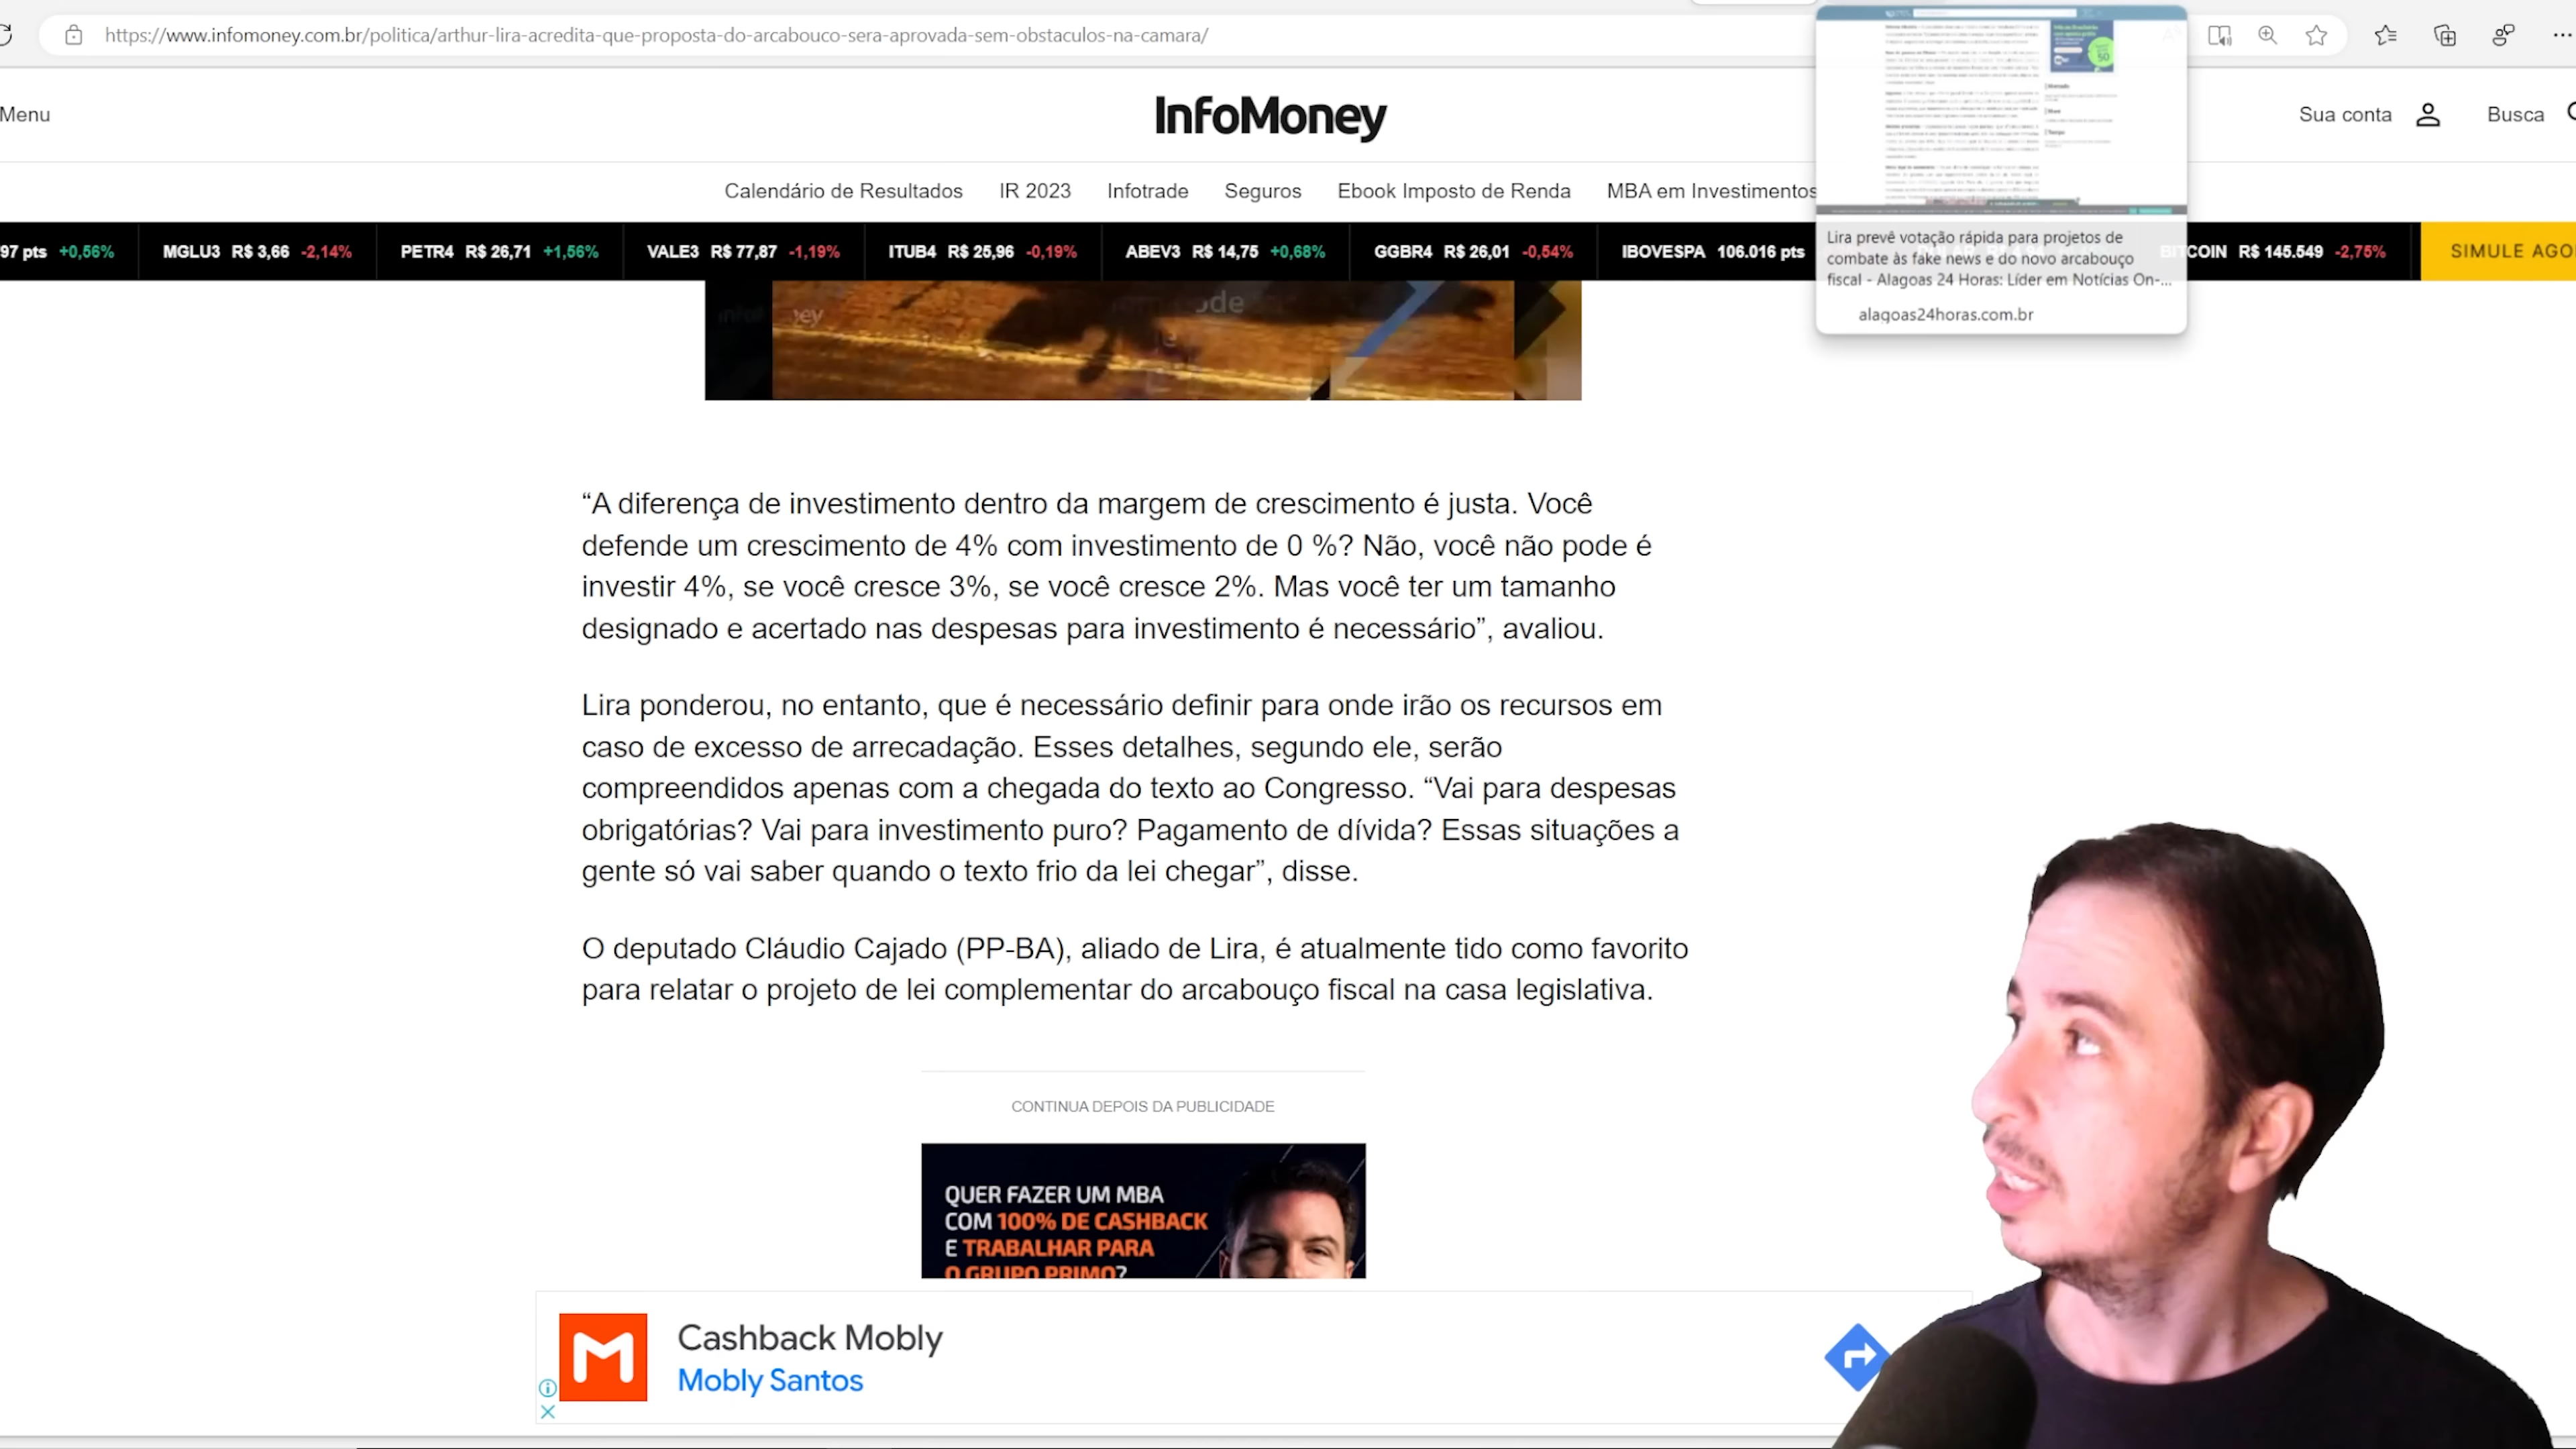 https://www.infomoney.com.br/politica/arthur-lira-acredita-que-proposta-do-arcabouco-sera-aprovada-sem-obstaculos-na-camara/
Menu
InfoMoney
Sua conta
Busca
Calendário de Resultados IR 2023 Infotrade Seguros Ebook Imposto de Renda MBA em Investimentos
97 pts +0,56% MGLU3 R$ 3,66 -2,14% PETR4 R$ 26,71 +1,56% VALE3 R$ 77,87 -1,19% ITUB4 R$ 25,96 -0,19% ABEV3 R$ 14,75 +0,68% GGBR4 R$ 26,01 -0,54% IBOVESPA 106.016 pts BITCOIN R$ 145.549 -2,75% SIMULE AGO
Lira prevê votação rápida para projetos de
combate às fake news e do novo arcabouço
fiscal - Alagoas 24 Horas: Líder em Notícias On-...
alagoas24horas.com.br
“A diferença de investimento dentro da margem de crescimento é justa. Você
defende um crescimento de 4% com investimento de 0 %? Não, você não pode é
investir 4%, se você cresce 3%, se você cresce 2%. Mas você ter um tamanho
designado e acertado nas despesas para investimento é necessário”, avaliou.
Lira ponderou, no entanto, que é necessário definir para onde irão os recursos em
caso de excesso de arrecadação. Esses detalhes, segundo ele, serão
compreendidos apenas com a chegada do texto ao Congresso. “Vai para despesas
obrigatórias? Vai para investimento puro? Pagamento de dívida? Essas situações a
gente só vai saber quando o texto frio da lei chegar”, disse.
O deputado Cláudio Cajado (PP-BA), aliado de Lira, é atualmente tido como favorito
para relatar o projeto de lei complementar do arcabouço fiscal na casa legislativa.
CONTINUA DEPOIS DA PUBLICIDADE
QUER FAZER UM MBA
COM 100% DE CASHBACK
E TRABALHAR PARA
O GRUPO PRIMO?
Cashback Mobly
Mobly Santos